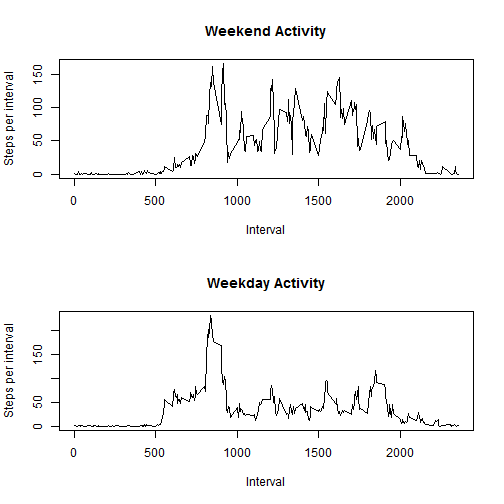 Weekend Activity
Steps per interval
150
100
50
0
0 500 1000 1500 2000
Interval
Weekday Activity
Steps per interval
150
50
0
0 500 1000 1500 2000
Interval